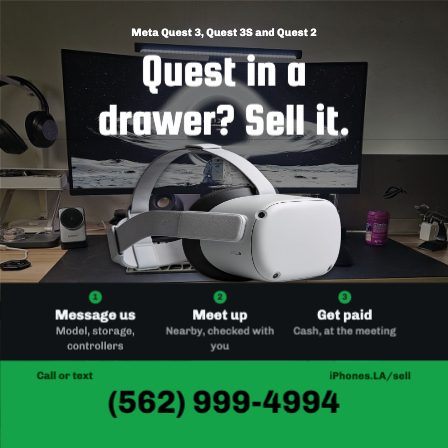 Meta Quest 3, Quest 3S and Quest 2
Quest in a
drawer? Sell it.
1
2
3
Message us
Meet up
Get paid
Model, storage,
controllers
Nearby, checked with
you
Cash, at the meeting
Call or text
iPhones.LA/sell
(562) 999-4994